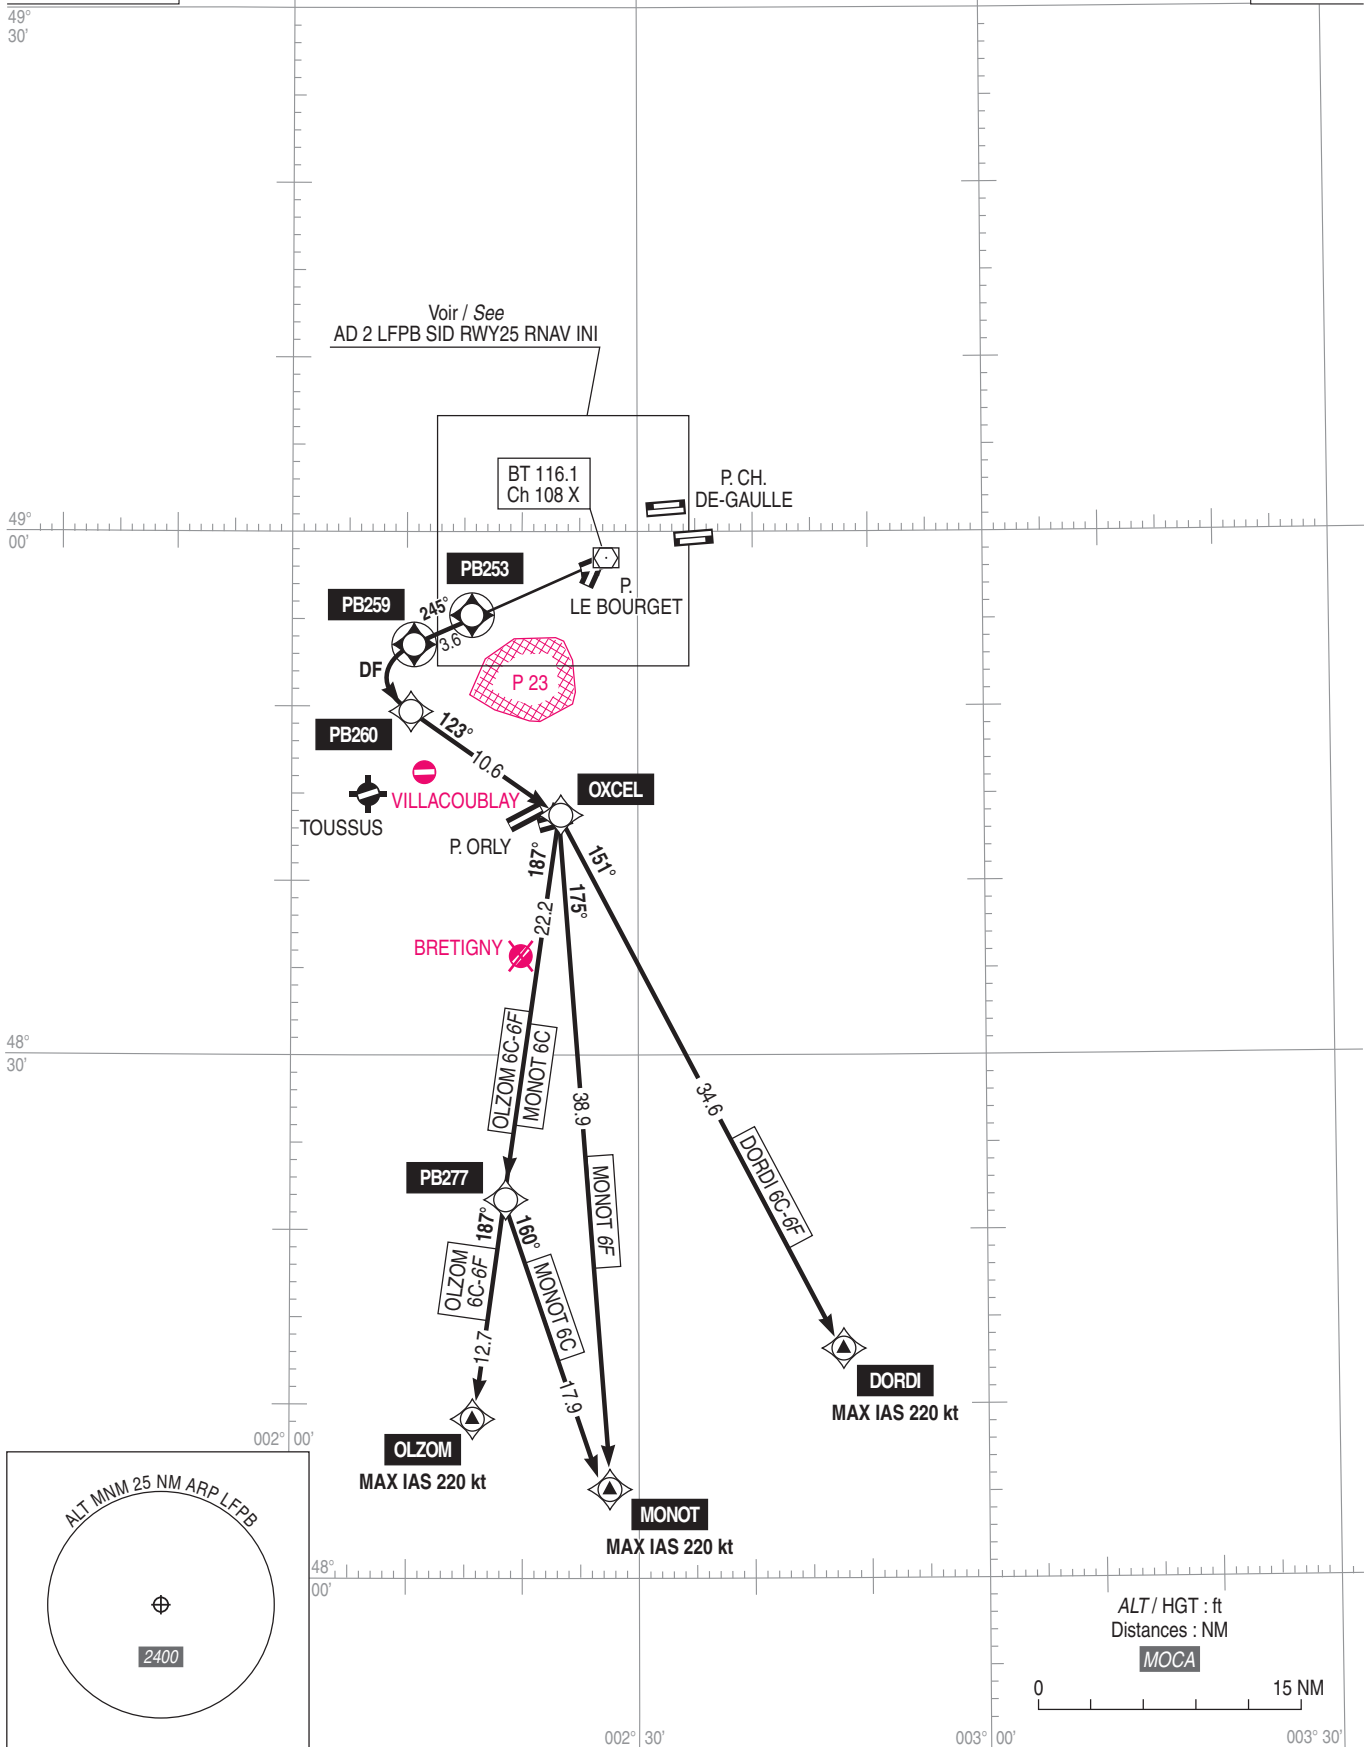 49°
30’
Voir / See
AD 2 LFPB SID RWY25 RNAV INI
BT 116.1
Ch 108 X
P. CH.
DE-GAULLE
49°
00’
PB253
P.
LE BOURGET
PB259
245°
3.6
DF
P 23
PB260
123°
10.6
OXCEL
VILLACOUBLAY
TOUSSUS
P. ORLY
187°
175°
151°
22.2
BRETIGNY
48°
30’
OLZOM 6C-6F
MONOT 6C
38.9
34.6
DORDI 6C-6F
MONOT 6F
PB277
187°
160°
OLZOM
6C-6F
MONOT 6C
12.7
17.9
DORDI
MAX IAS 220 kt
002° 00’
OLZOM
MAX IAS 220 kt
MONOT
MAX IAS 220 kt
ALT MNM 25 NM ARP LFPB
2400
48°
00’
ALT / HGT : ft
Distances : NM
MOCA
0 15 NM
002° 30’
003° 00’
003° 30’